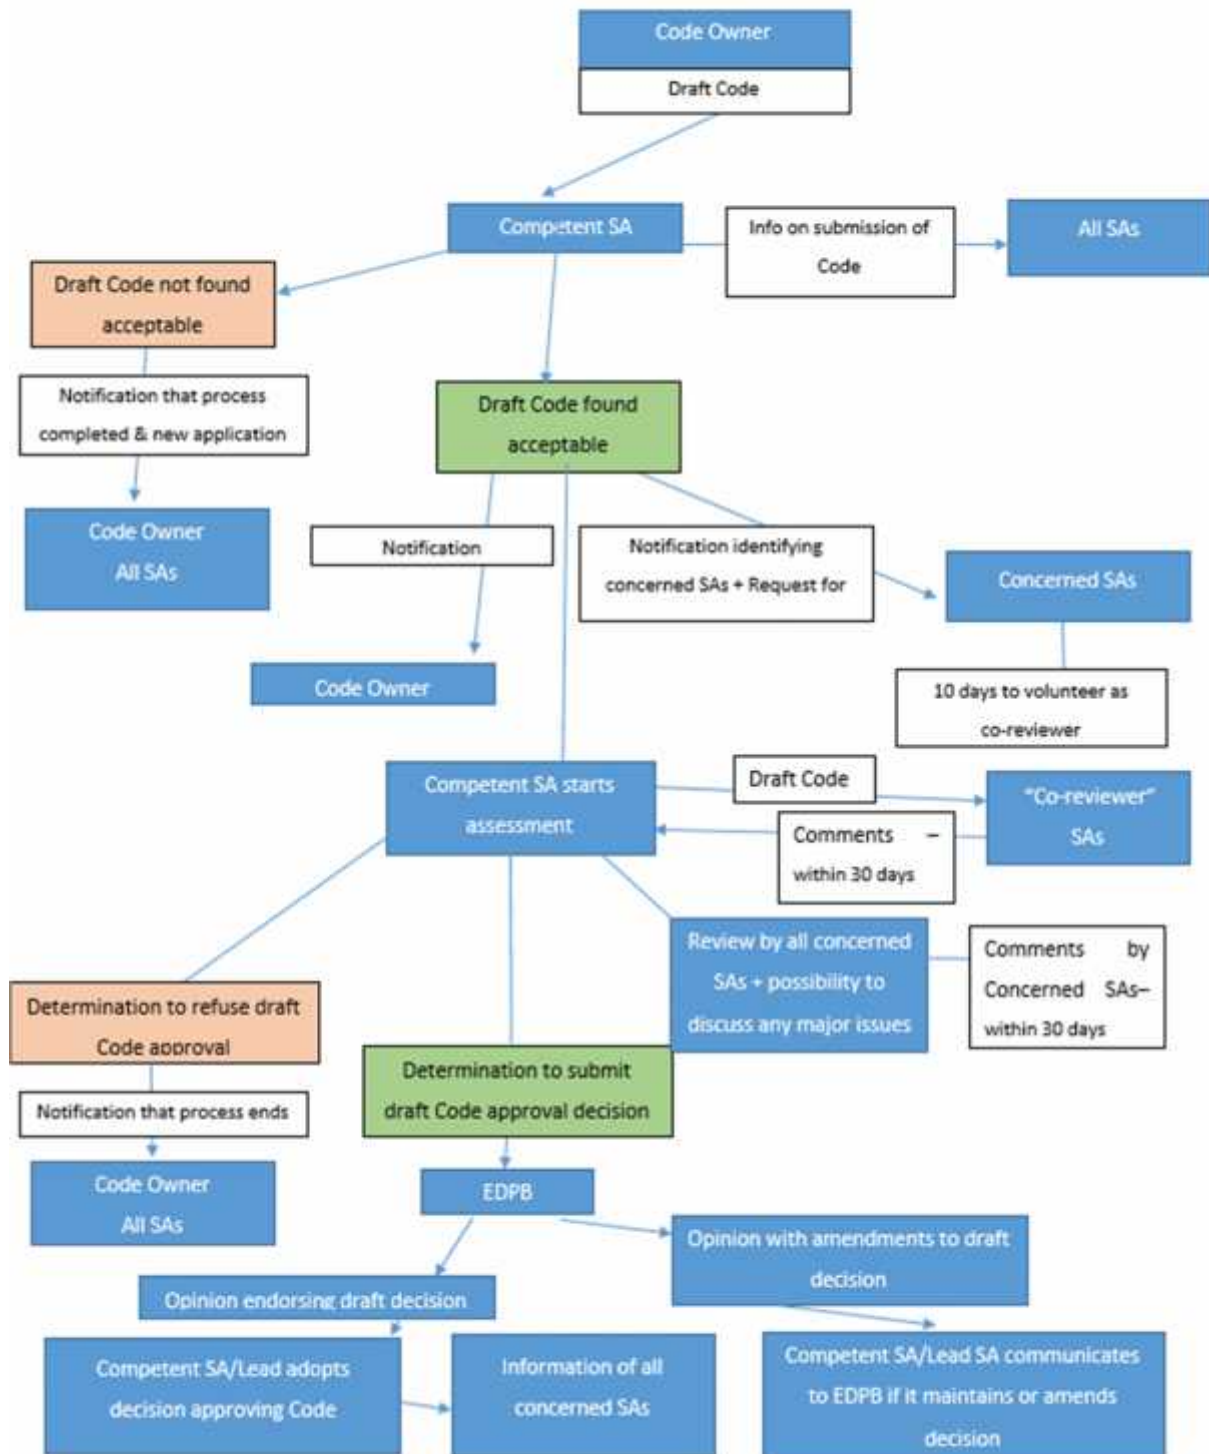 Code Owner
Draft Code
Competent SA
Info on submission of
Code
All SAs
Draft Code not found
acceptable
Notification that process
completed & new application
Code Owner
All SAs
Draft Code found
acceptable
Notification
Notification identifying
concerned SAs + Request for
Concerned SAs
Code Owner
10 days to volunteer as
co-reviewer
Competent SA starts
assessment
Draft Code
"Co-reviewer"
SAs
Comments –
within 30 days
Review by all concerned
SAs + possibility to
discuss any major issues
Comments by
Concerned SAs–
within 30 days
Determination to refuse draft
Code approval
Notification that process ends
Code Owner
All SAs
Determination to submit
draft Code approval decision
EDPB
Opinion with amendments to draft
decision
Opinion endorsing draft decision
Competent SA/Lead adopts
decision approving Code
Information of all
concerned SAs
Competent SA/Lead SA communicates
to EDPB if it maintains or amends
decision